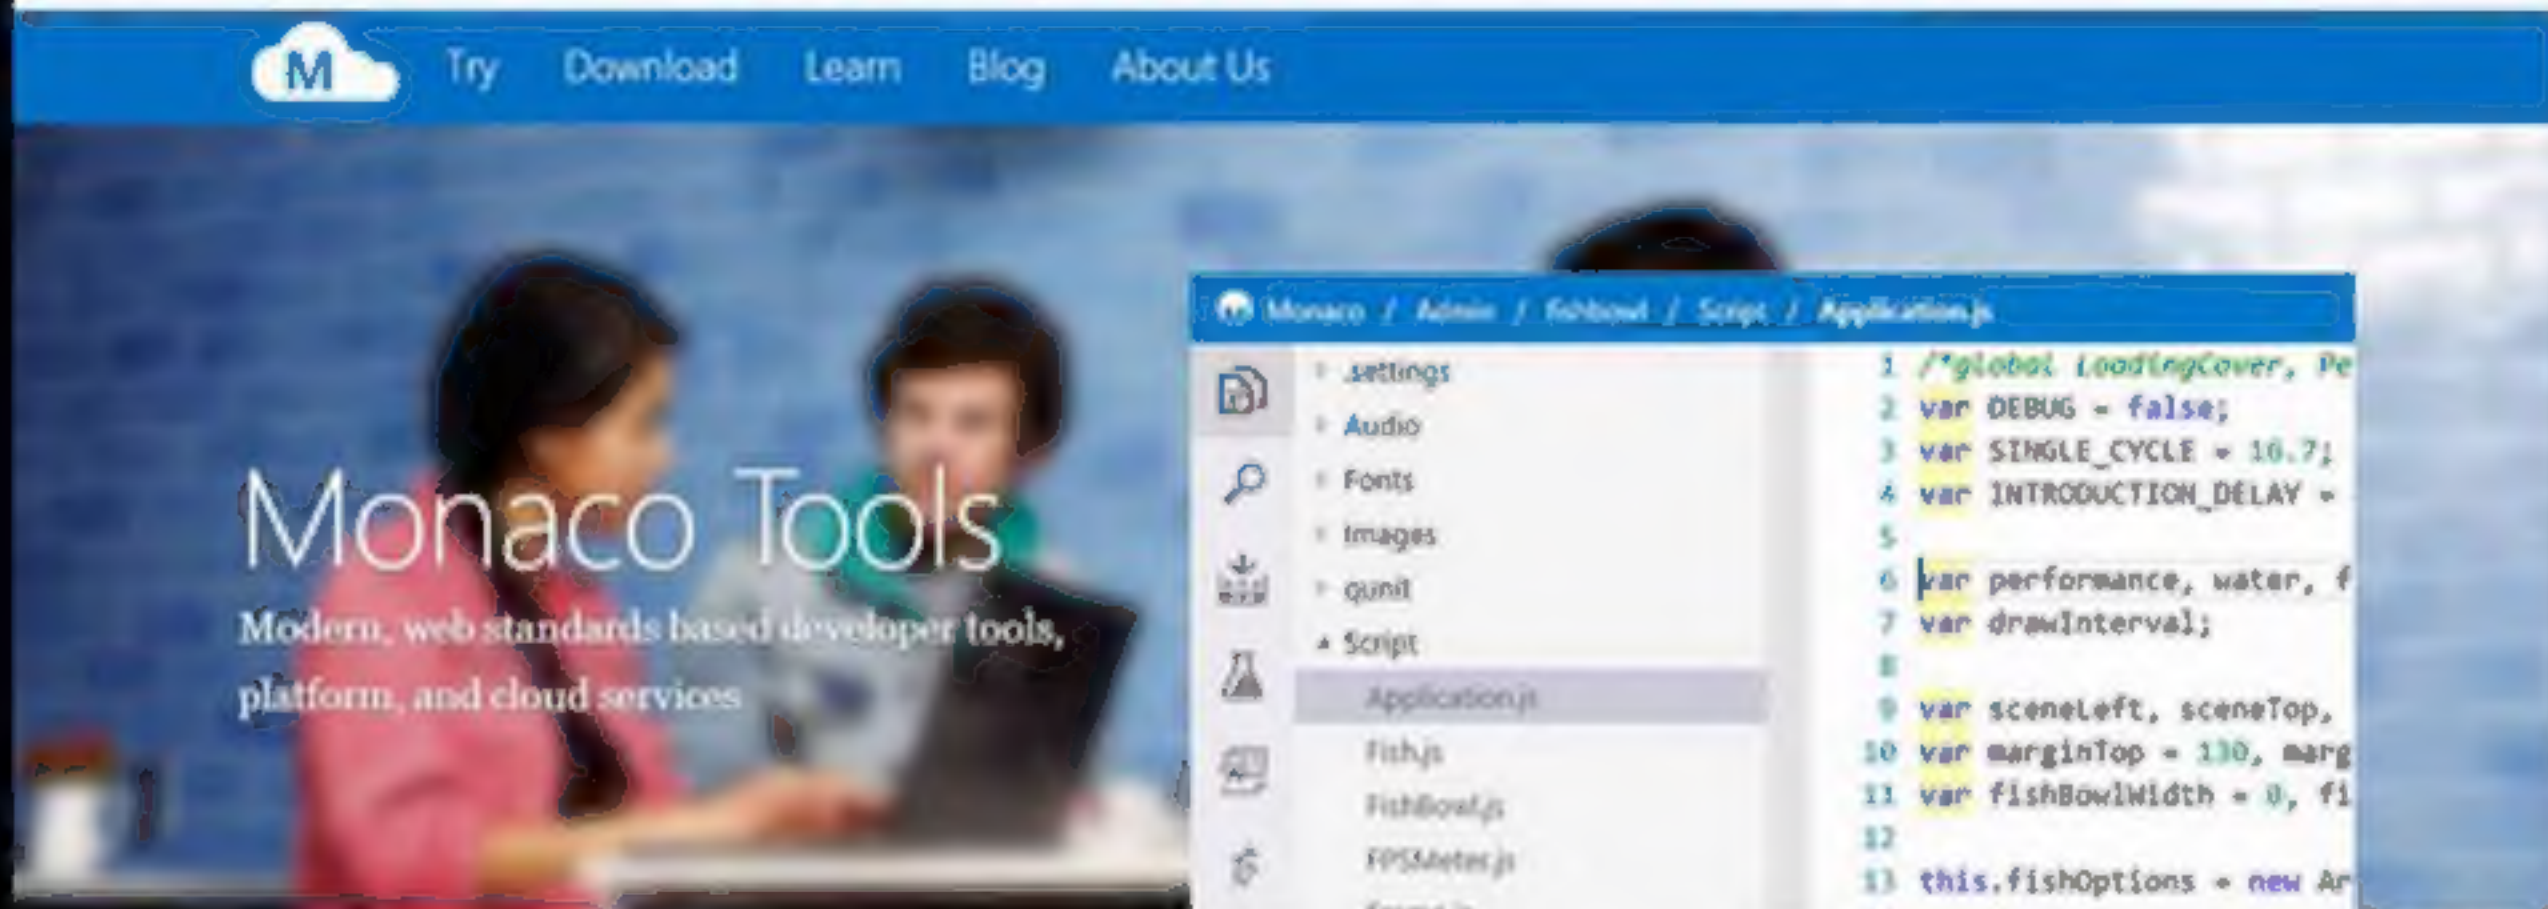 M Try Download Learn Blog About Us
Monaco Tools
Modern, web standards based developer tools,
platform, and cloud services
Monaco / Admin / fishbowl / Script / Application.js
.settings
Audio
Fonts
Images
qunit
Script
Application.js
Fish.js
FishBowl.js
FPSMeter.js
1 /*global LoadingCover, Pe
2 var DEBUG = false;
3 var SINGLE_CYCLE = 16.7;
4 var INTRODUCTION_DELAY =
5
6 var performance, water, f
7 var drawInterval;
8
9 var sceneLeft, sceneTop,
10 var marginTop = 130, marg
11 var fishBowlWidth = 0, fi
12
13 this.fishOptions = new Ar